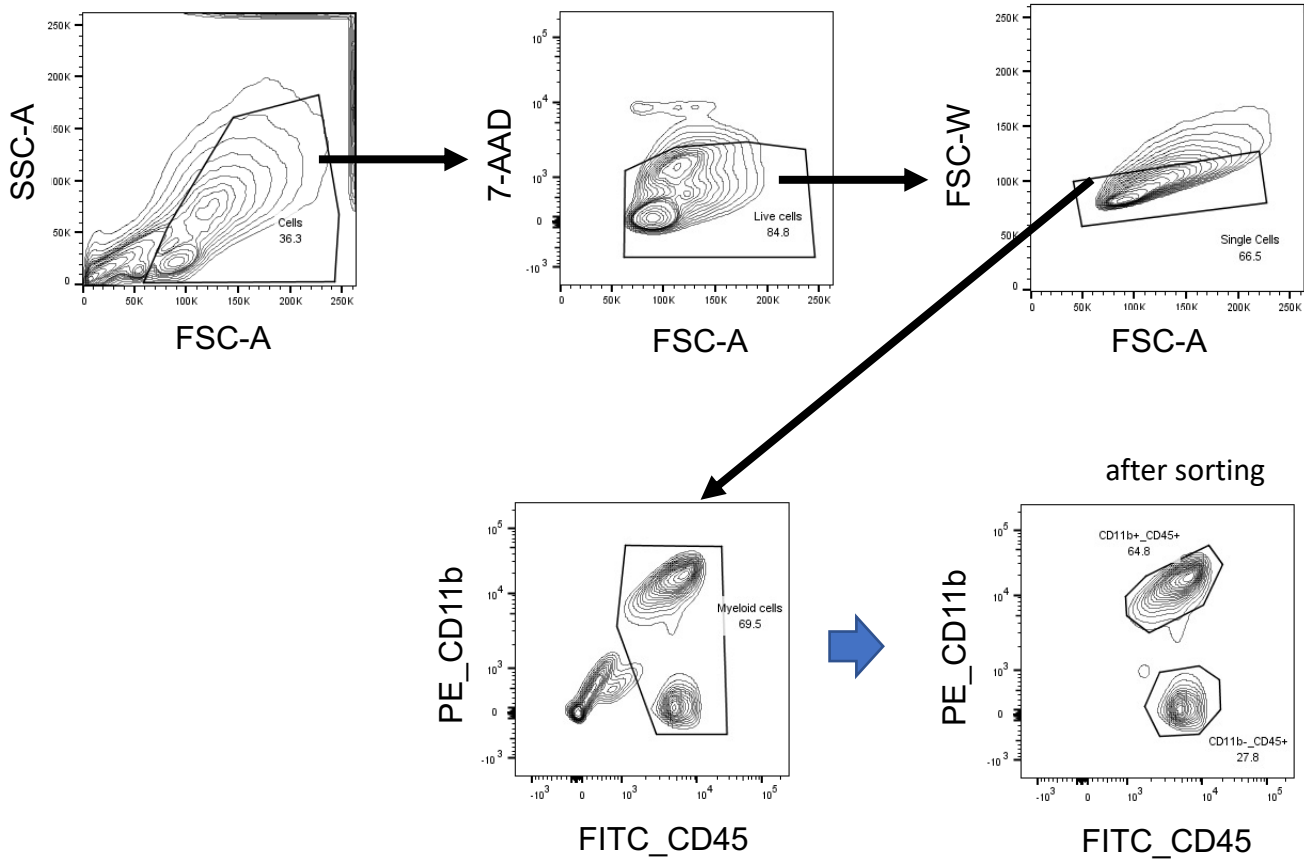 SSC-A
250K
200K
50K
00K
50K
0
Cells
36.3
0
50K
100K
150K
200K
250K
FSC-A
7-AAD
10^5
10^4
10^3
0
-10^3
Live cells
84.8
0
50K
100K
150K
200K
250K
FSC-A
FSC-W
250K
200K
150K
100K
50K
0
Single Cells
66.5
0
50K
100K
150K
200K
250K
FSC-A
PE_CD11b
10^5
10^4
10^3
0
-10^3
Myeloid cells
69.5
-10^3
0
10^3
10^4
10^5
FITC_CD45
after sorting
PE_CD11b
10^5
10^4
10^3
0
-10^3
CD11b+_CD45+
64.8
CD11b-_CD45+
27.8
-10^3
0
10^3
10^4
10^5
FITC_CD45